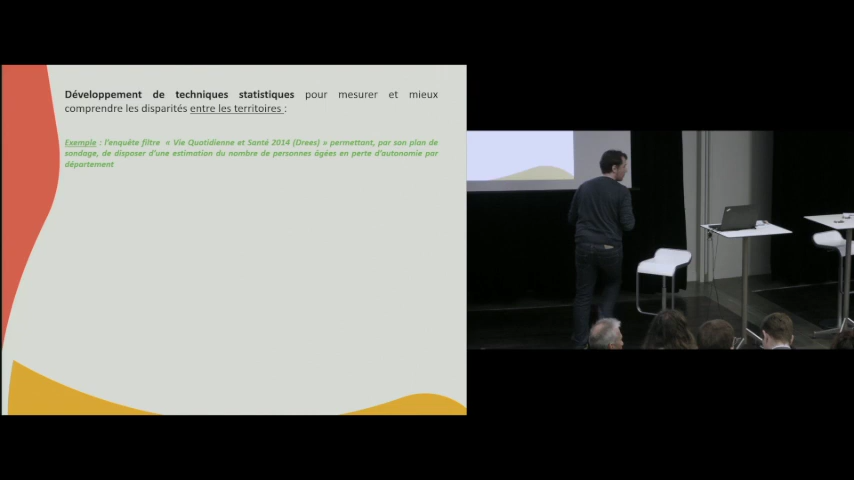 Développement de techniques statistiques pour mesurer et mieux
comprendre les disparités entre les territoires :
Exemple : l'enquête filtre « Vie Quotidienne et Santé 2014 (Drees) » permettant, par son plan de
sondage, de disposer d'une estimation du nombre de personnes âgées en perte d'autonomie par
département